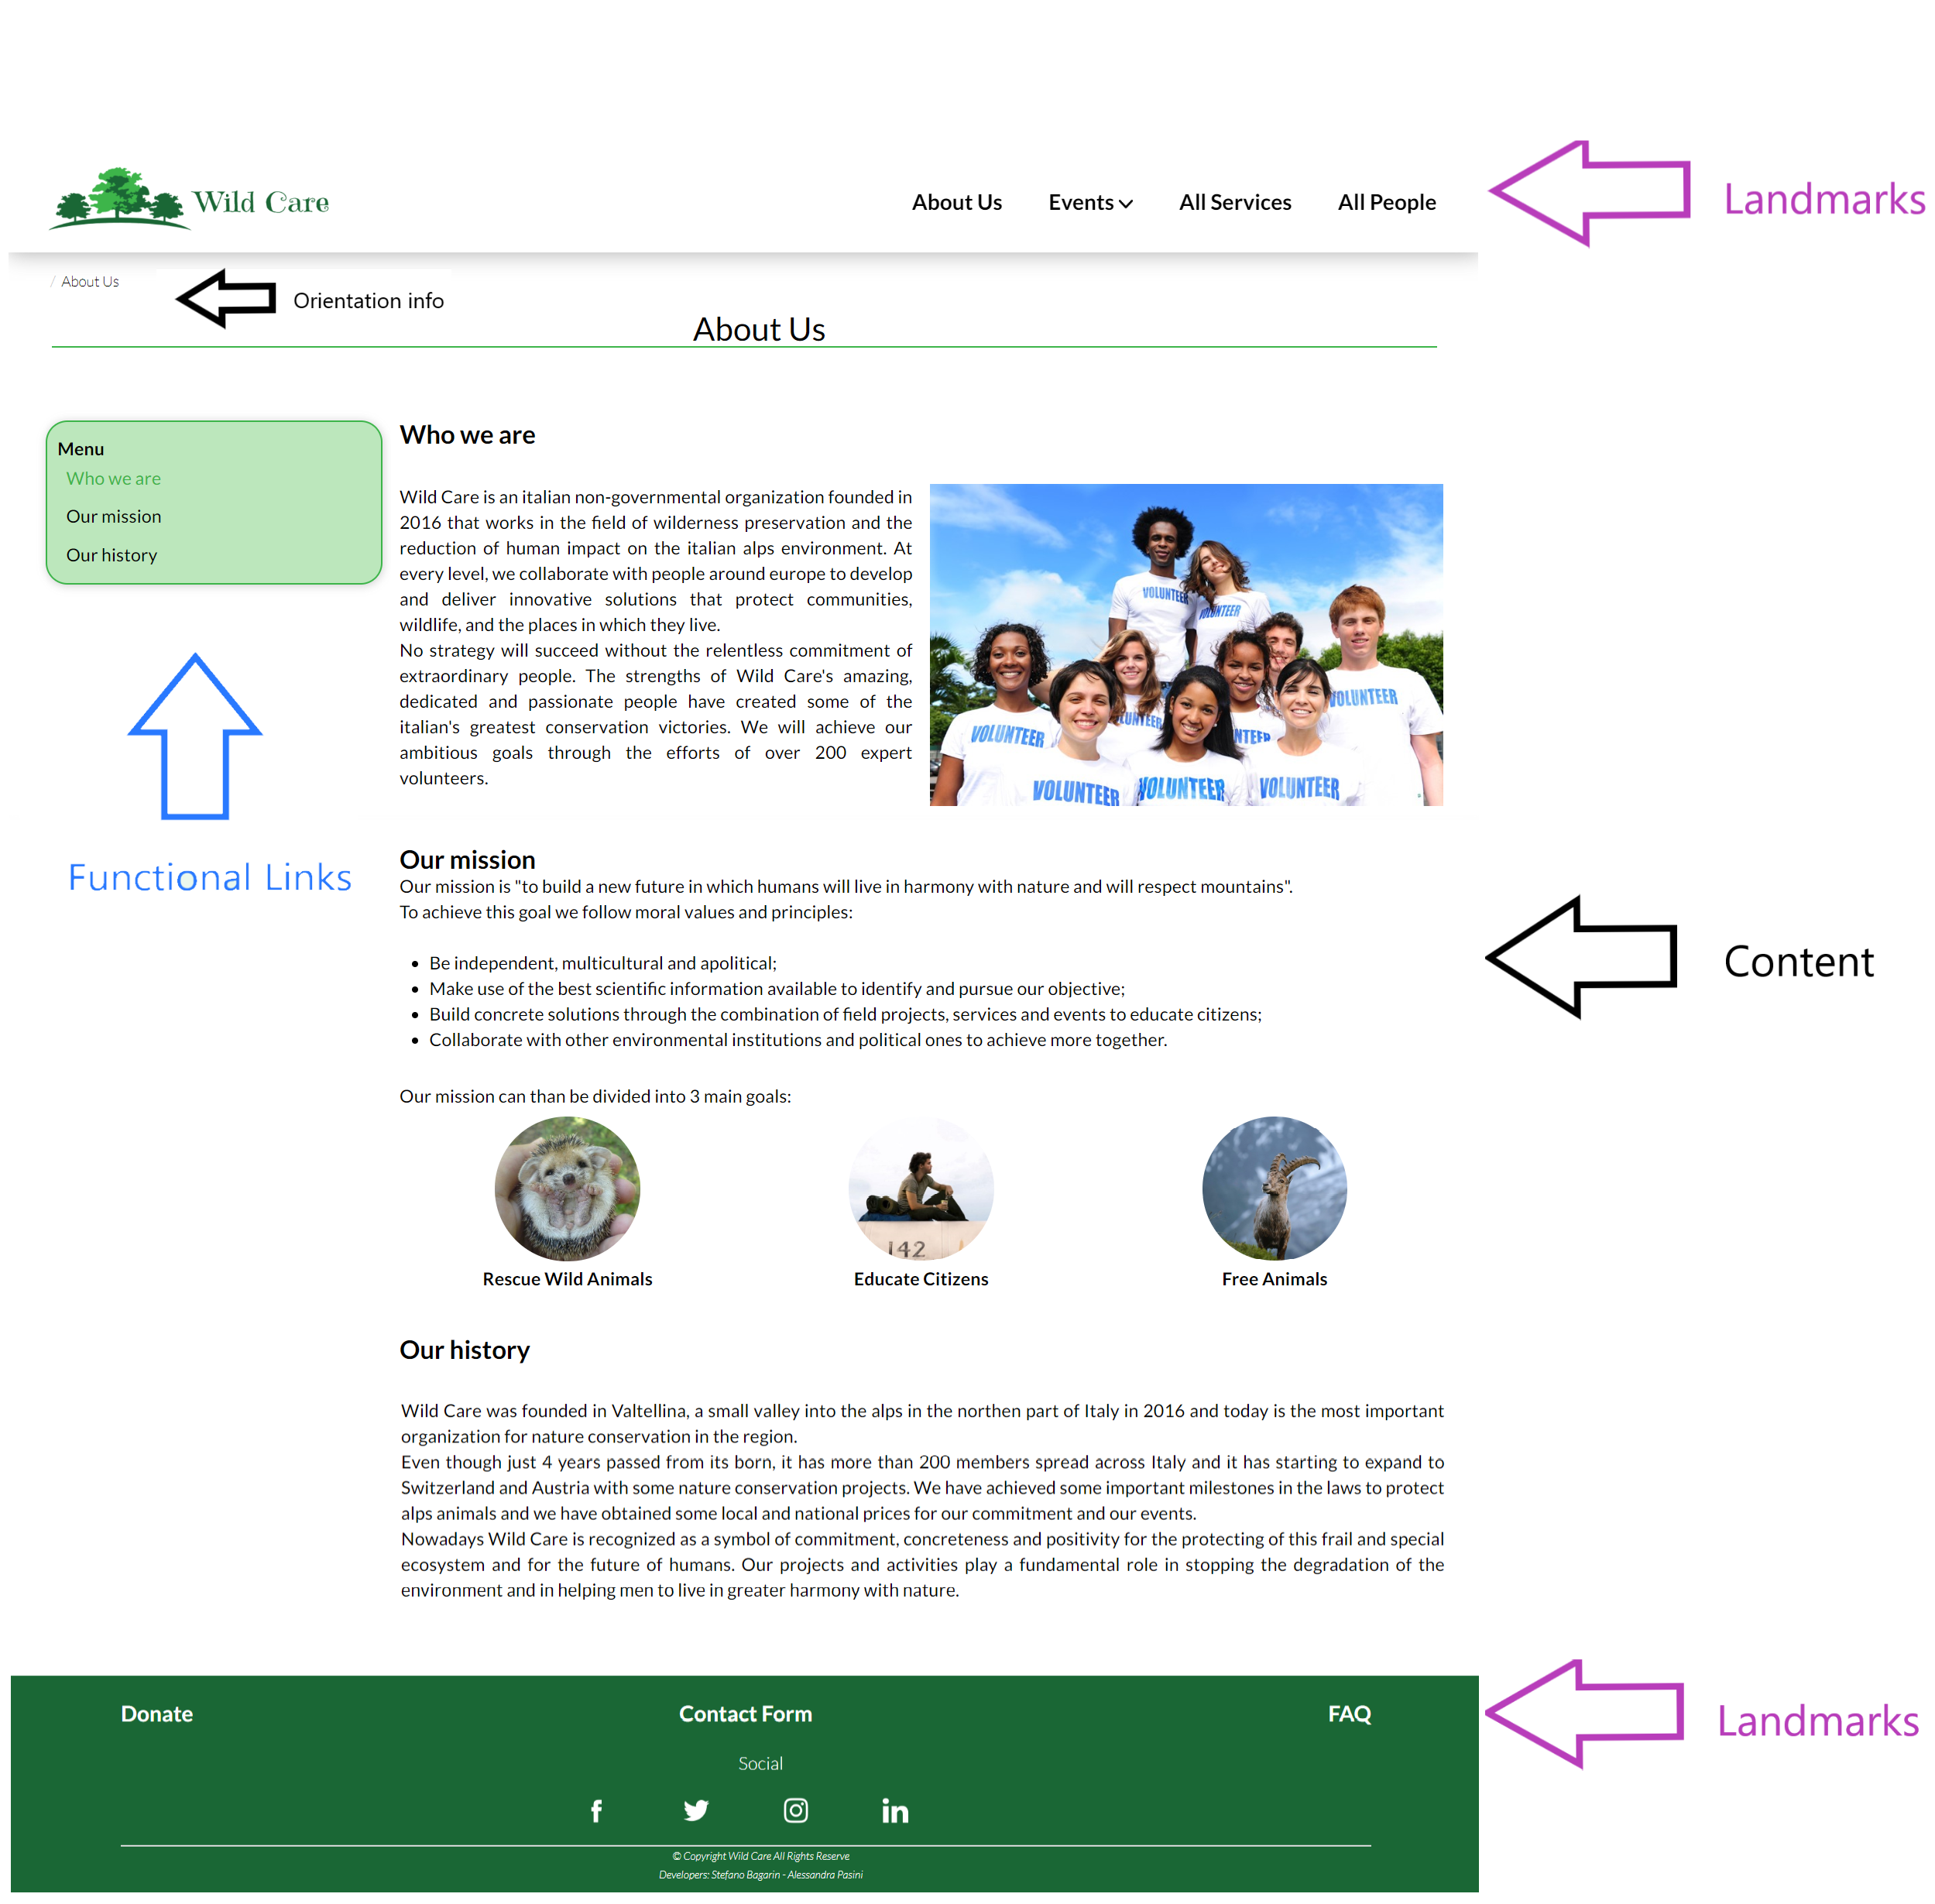 Wild Care
About Us
Events
All Services
All People
Landmarks
/ About Us
Orientation info
About Us
Menu
Who we are
Our mission
Our history
Functional Links
Who we are
Wild Care is an italian non-governmental organization founded in
2016 that works in the field of wilderness preservation and the
reduction of human impact on the italian alps environment. At
every level, we collaborate with people around europe to develop
and deliver innovative solutions that protect communities,
wildlife, and the places in which they live.
No strategy will succeed without the relentless commitment of
extraordinary people. The strengths of Wild Care's amazing,
dedicated and passionate people have created some of the
italian's greatest conservation victories. We will achieve our
ambitious goals through the efforts of over 200 expert
volunteers.
VOLUNTEER
VOLUNTEER
VOLUNTEER
VOLUNTEER
VOLUNTEER
VOLUNTEER
VOLUNTEER
Our mission
Our mission is "to build a new future in which humans will live in harmony with nature and will respect mountains".
To achieve this goal we follow moral values and principles:
Be independent, multicultural and apolitical;
Make use of the best scientific information available to identify and pursue our objective;
Build concrete solutions through the combination of field projects, services and events to educate citizens;
Collaborate with other environmental institutions and political ones to achieve more together.
Content
Our mission can than be divided into 3 main goals:
142
Rescue Wild Animals
Educate Citizens
Free Animals
Our history
Wild Care was founded in Valtellina, a small valley into the alps in the northen part of Italy in 2016 and today is the most important
organization for nature conservation in the region.
Even though just 4 years passed from its born, it has more than 200 members spread across Italy and it has starting to expand to
Switzerland and Austria with some nature conservation projects. We have achieved some important milestones in the laws to protect
alps animals and we have obtained some local and national prices for our commitment and our events.
Nowadays Wild Care is recognized as a symbol of commitment, concreteness and positivity for the protecting of this frail and special
ecosystem and for the future of humans. Our projects and activities play a fundamental role in stopping the degradation of the
environment and in helping men to live in greater harmony with nature.
Donate
Contact Form
FAQ
Landmarks
Social
© Copyright Wild Care All Rights Reserve
Developers: Stefano Bagarin - Alessandra Pasini